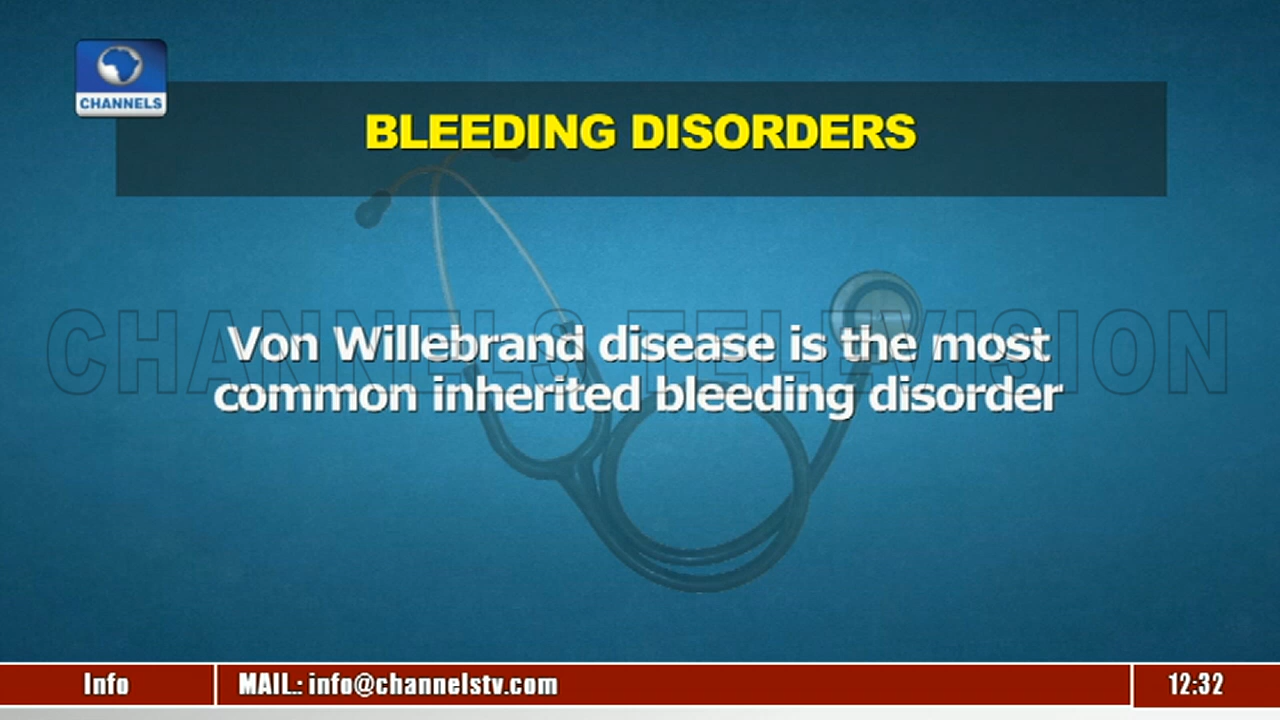 CHANNELS
BLEEDING DISORDERS
CHANNELS TELEVISION
Von Willebrand disease is the most
common inherited bleeding disorder
Info
MAIL.: info@channelstv.com
12:32